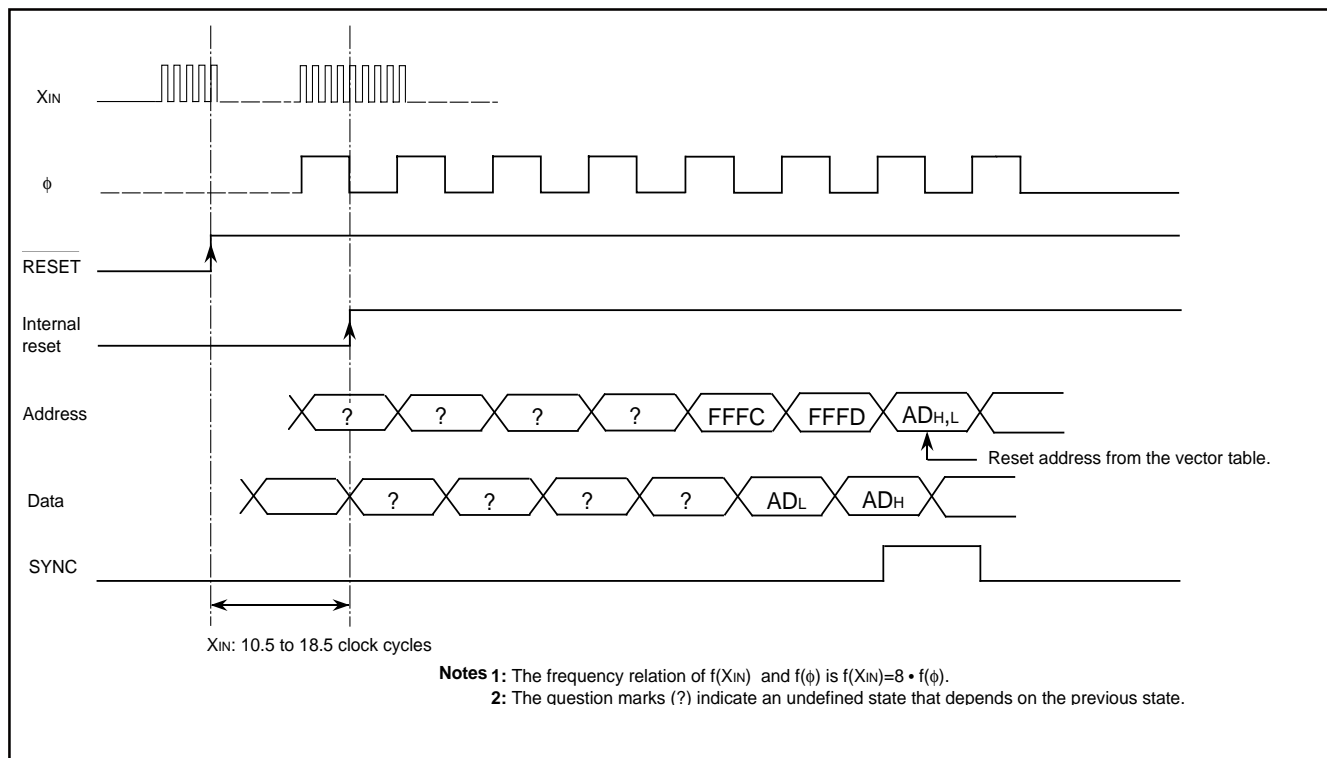 XIN
ϕ
RESET
Internal
reset
Address
? ? ? ? FFFC FFFD ADH,L
Reset address from the vector table.
Data
? ? ? ? ADL ADH
SYNC
XIN: 10.5 to 18.5 clock cycles
Notes 1: The frequency relation of f(XIN) and f(ϕ) is f(XIN)=8 • f(ϕ).
2: The question marks (?) indicate an undefined state that depends on the previous state.